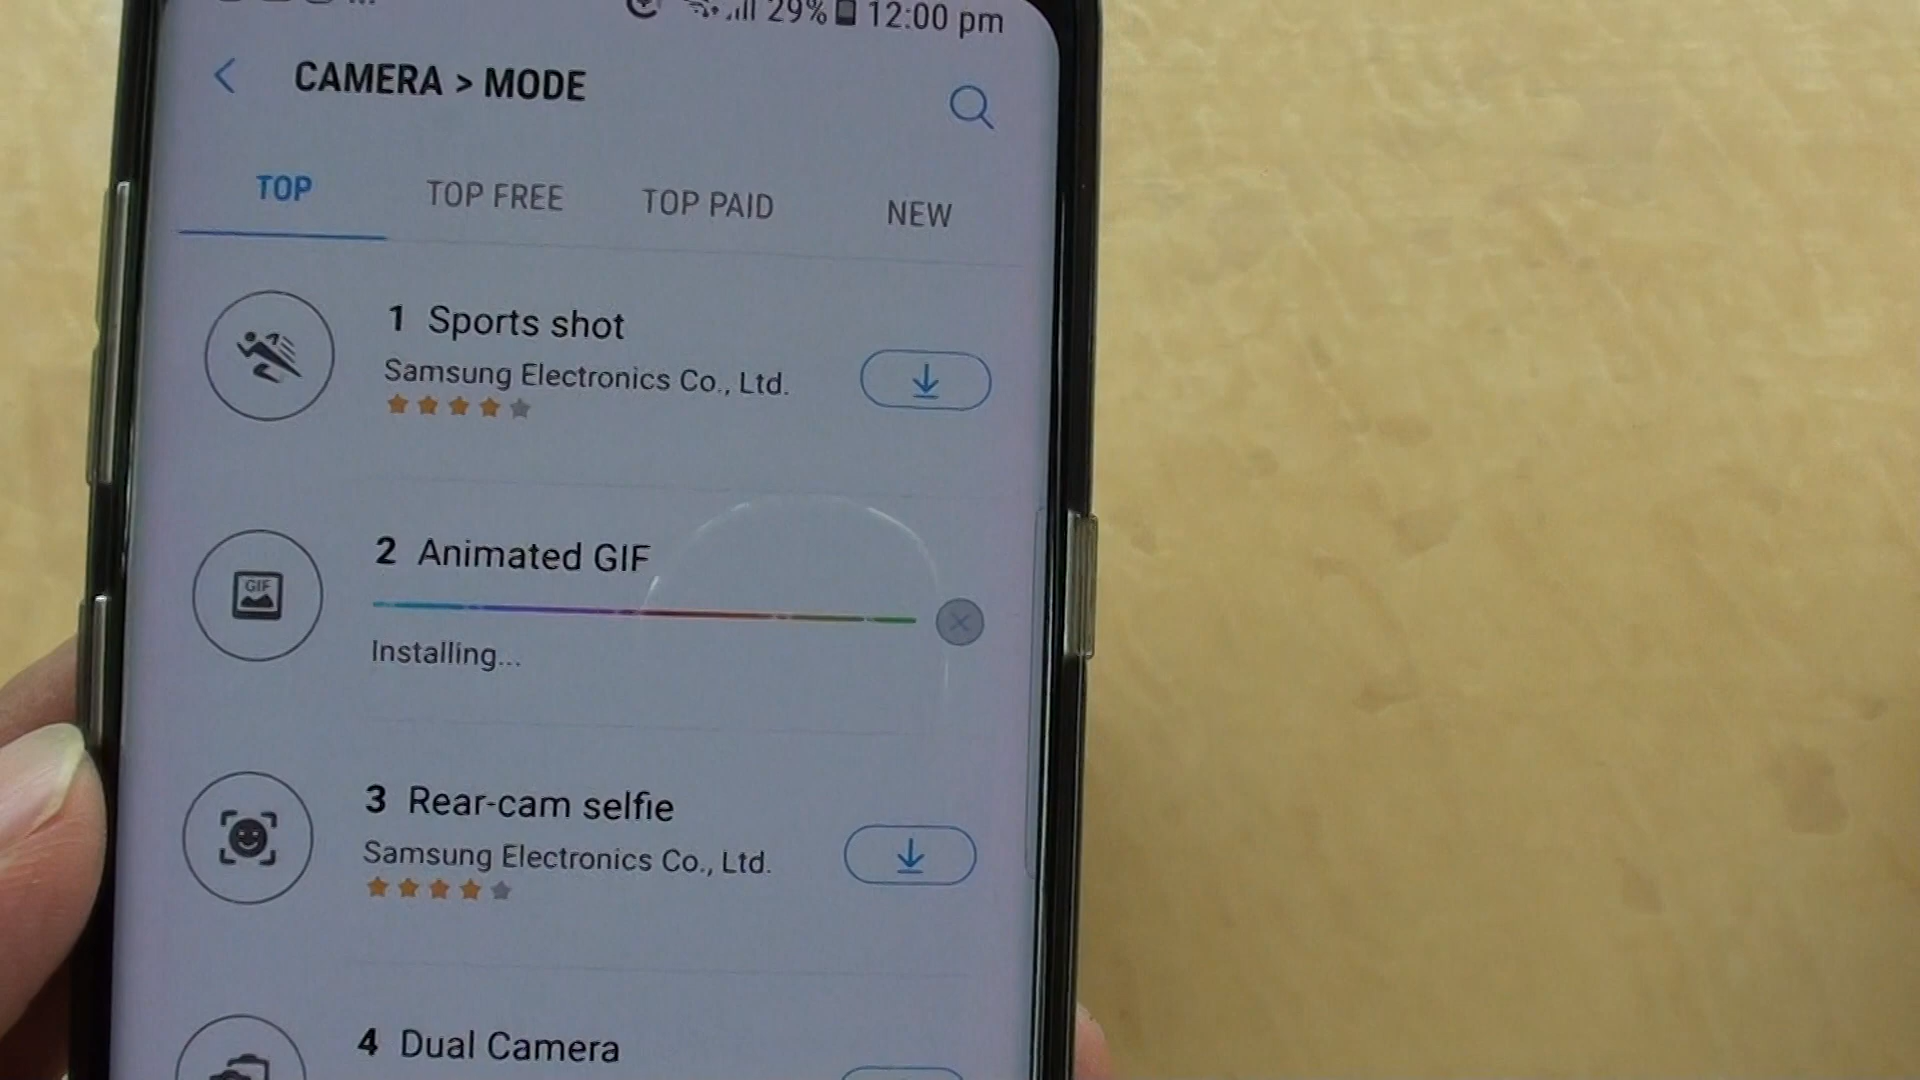 29% 12:00 pm
CAMERA > MODE
TOP TOP FREE TOP PAID NEW
1 Sports shot
Samsung Electronics Co., Ltd.
2 Animated GIF
GIF
Installing...
3 Rear-cam selfie
Samsung Electronics Co., Ltd.
4 Dual Camera